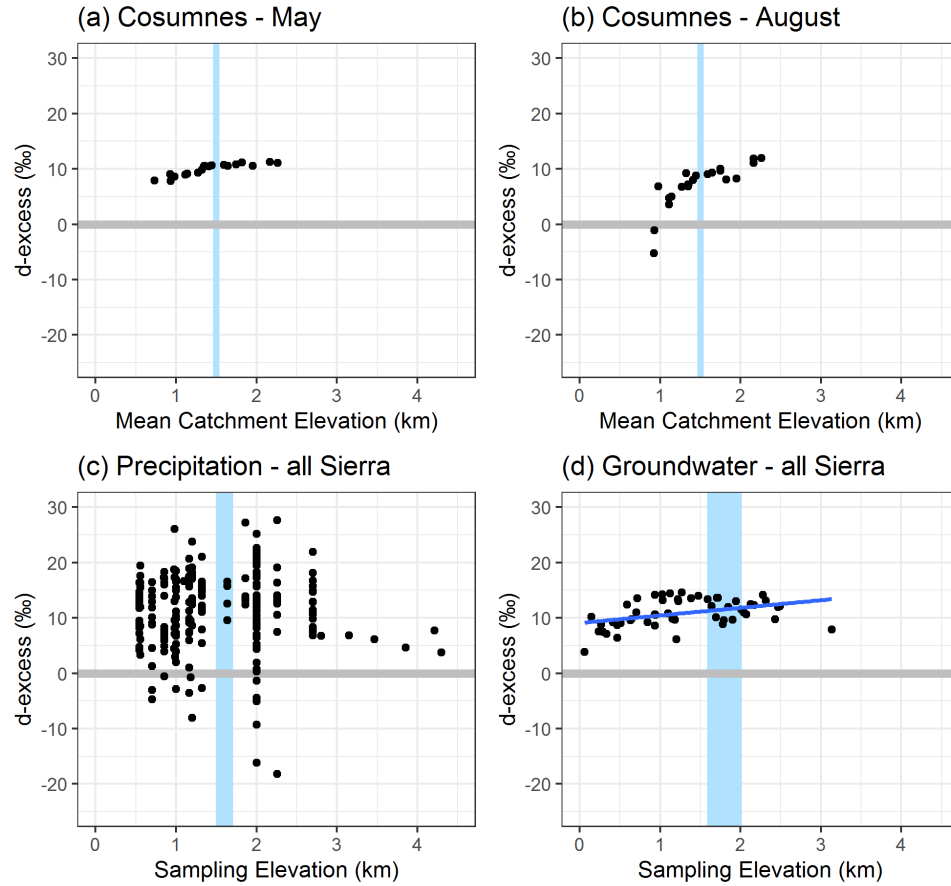 (a) Cosumnes - May
(b) Cosumnes - August
d-excess (‰)
30
20
10
0
-10
-20
0 1 2 3 4
Mean Catchment Elevation (km)
d-excess (‰)
30
20
10
0
-10
-20
0 1 2 3 4
Mean Catchment Elevation (km)
(c) Precipitation - all Sierra
(d) Groundwater - all Sierra
d-excess (‰)
30
20
10
0
-10
-20
0 1 2 3 4
Sampling Elevation (km)
d-excess (‰)
30
20
10
0
-10
-20
0 1 2 3 4
Sampling Elevation (km)